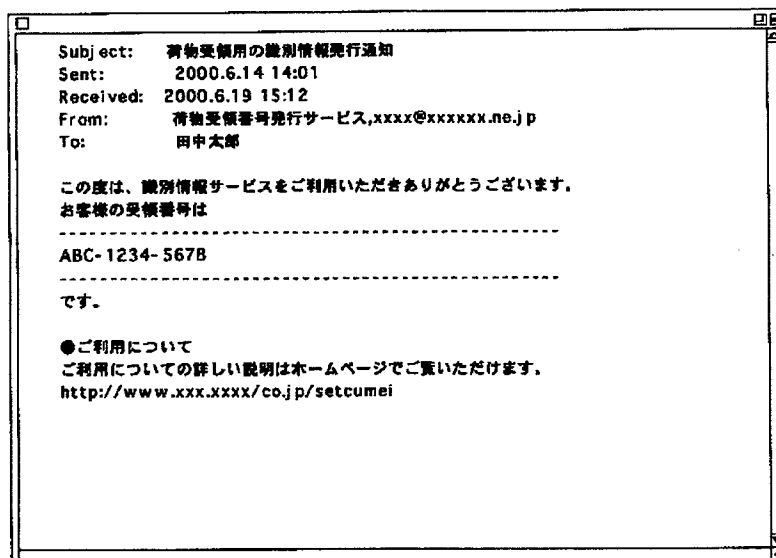 Subject: 荷物受領用の識別情報発行通知
Sent: 2000.6.14 14:01
Received: 2000.6.19 15:12
From: 荷物受領番号発行サービス,xxxx@xxxxxx.ne.jp
To: 田中太郎
この度は、識別情報サービスをご利用いただきありがとうございます。
お客様の受領番号は
ABC-1234-567B
です。
●ご利用について
ご利用についての詳しい説明はホームページでご覧いただけます。
http://www.xxx.xxxx/co.jp/setcumei